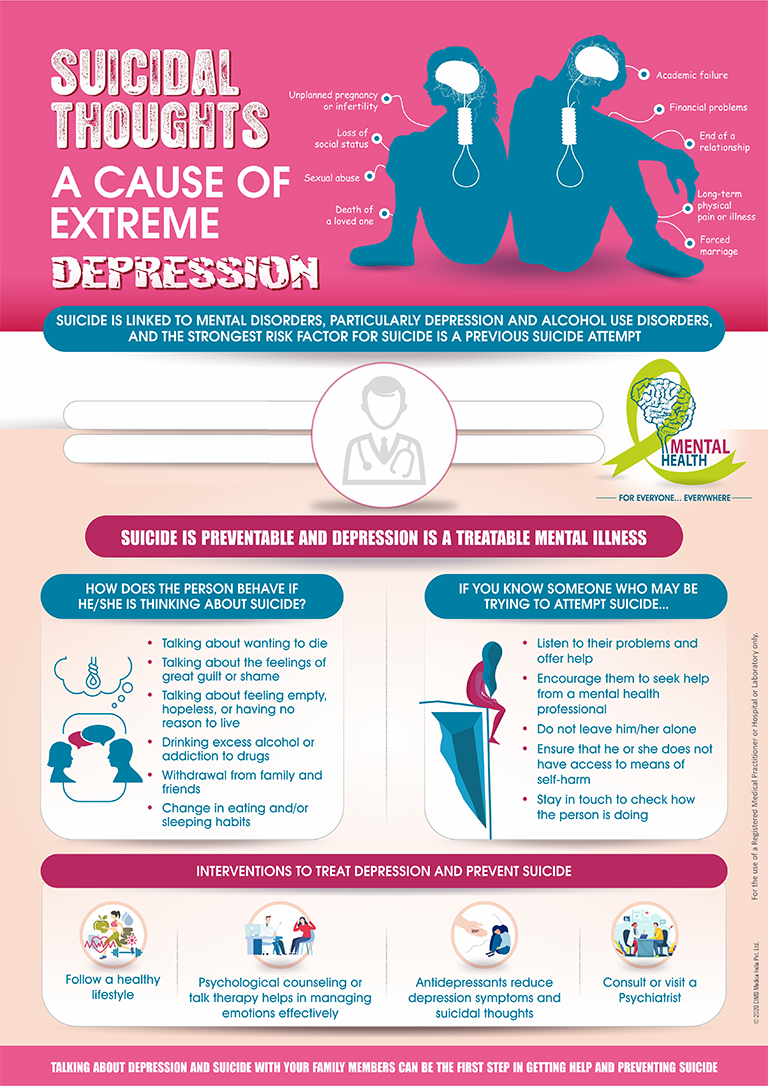 SUICIDAL
THOUGHTS
A CAUSE OF
EXTREME
DEPRESSION
Unplanned pregnancy
or infertility
Loss of
social status
Sexual abuse
Death of
a loved one
Academic failure
Financial problems
End of a
relationship
Long-term
physical
pain or illness
Forced
marriage
SUICIDE IS LINKED TO MENTAL DISORDERS, PARTICULARLY DEPRESSION AND ALCOHOL USE DISORDERS,
AND THE STRONGEST RISK FACTOR FOR SUICIDE IS A PREVIOUS SUICIDE ATTEMPT
MENTAL
HEALTH
FOR EVERYONE... EVERYWHERE
SUICIDE IS PREVENTABLE AND DEPRESSION IS A TREATABLE MENTAL ILLNESS
HOW DOES THE PERSON BEHAVE IF
HE/SHE IS THINKING ABOUT SUICIDE?
• Talking about wanting to die
• Talking about the feelings of
great guilt or shame
• Talking about feeling empty,
hopeless, or having no
reason to live
• Drinking excess alcohol or
addiction to drugs
• Withdrawal from family and
friends
• Change in eating and/or
sleeping habits
IF YOU KNOW SOMEONE WHO MAY BE
TRYING TO ATTEMPT SUICIDE...
• Listen to their problems and
offer help
• Encourage them to seek help
from a mental health
professional
• Do not leave him/her alone
• Ensure that he or she does not
have access to means of
self-harm
• Stay in touch to check how
the person is doing
INTERVENTIONS TO TREAT DEPRESSION AND PREVENT SUICIDE
Follow a healthy
lifestyle
Psychological counseling or
talk therapy helps in managing
emotions effectively
Antidepressants reduce
depression symptoms and
suicidal thoughts
Consult or visit a
Psychiatrist
TALKING ABOUT DEPRESSION AND SUICIDE WITH YOUR FAMILY MEMBERS CAN BE THE FIRST STEP IN GETTING HELP AND PREVENTING SUICIDE
For the use of a Registered Medical Practitioner or Hospital or Laboratory only.
© 2020 Medica India Pvt. Ltd.